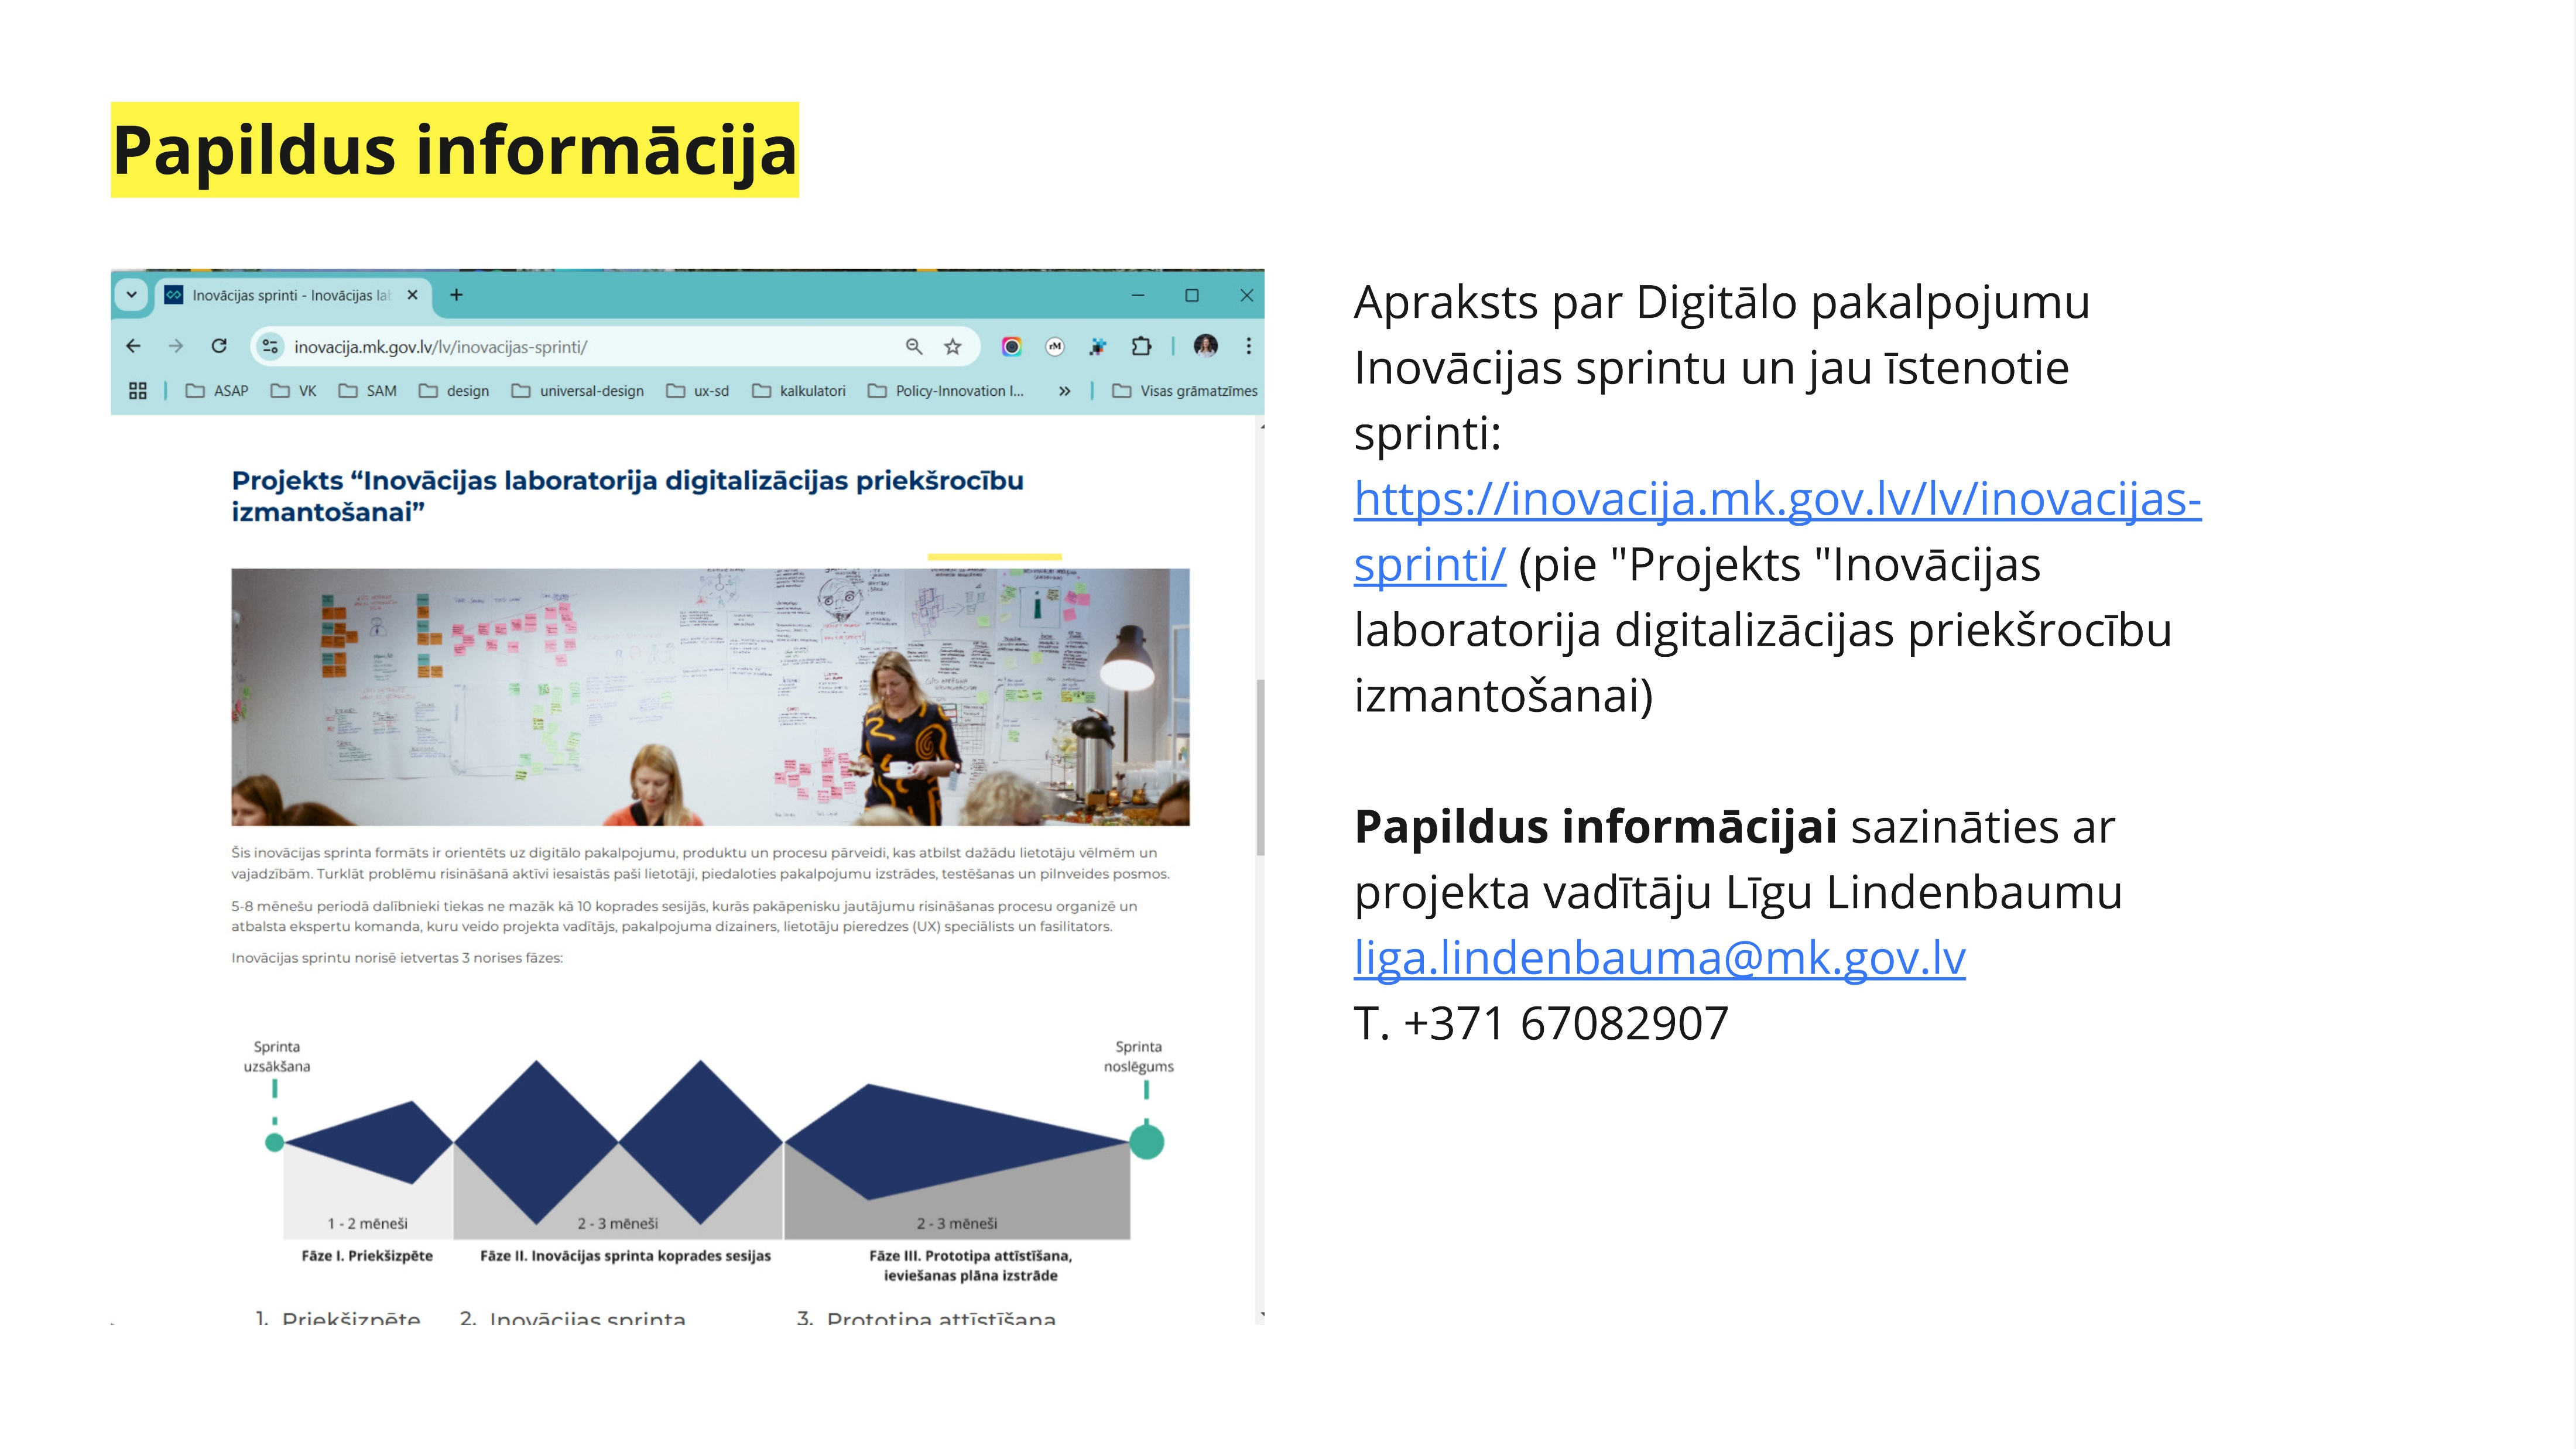 Papildus informācija
Inovācijas sprinti - Inovācijas lab
inovacija.mk.gov.lv/lv/inovacijas-sprinti/
ASAP VK SAM design universal-design ux-sd kalkulatori Policy-Innovation l... » Visas grāmatzīmes
Projekts “Inovācijas laboratorija digitalizācijas priekšrocību
izmantošanai”
Šis inovācijas sprinta formāts ir orientēts uz digitālo pakalpojumu, produktu un procesu pārveidi, kas atbilst dažādu lietotāju vēlmēm un
vajadzībām. Turklāt problēmu risināšanā aktīvi iesaistās paši lietotāji, piedaloties pakalpojumu izstrādes, testēšanas un pilnveides posmos.
5-8 mēnešu periodā dalībnieki tiekas ne mazāk kā 10 koprades sesijās, kurās pakāpenisku jautājumu risināšanas procesu organizē un
atbalsta ekspertu komanda, kuru veido projekta vadītājs, pakalpojuma dizainers, lietotāju pieredzes (UX) speciālists un fasilitators.
Inovācijas sprintu norisē ietvertas 3 norises fāzes:
Sprinta
uzsākšana
Sprinta
noslēgums
1 - 2 mēneši
2 - 3 mēneši
2 - 3 mēneši
Fāze I. Priekšizpēte
Fāze II. Inovācijas sprinta koprades sesijas
Fāze III. Prototipa attīstīšana,
ieviešanas plāna izstrāde
1. Priekšizpēte
2. Inovācijas sprinta
3. Prototipa attīstīšana
Apraksts par Digitālo pakalpojumu
Inovācijas sprintu un jau īstenotie
sprinti:
https://inovacija.mk.gov.lv/lv/inovacijas-
sprinti/ (pie "Projekts "Inovācijas
laboratorija digitalizācijas priekšrocību
izmantošanai)
Papildus informācijai sazināties ar
projekta vadītāju Līgu Lindenbaumu
liga.lindenbauma@mk.gov.lv
T. +371 67082907